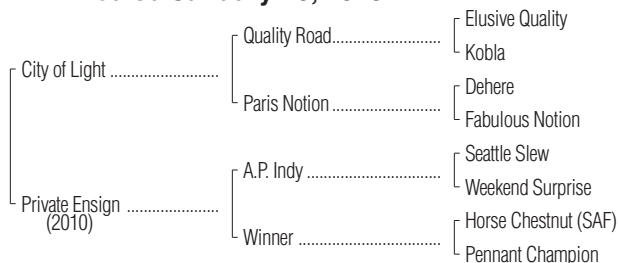 Elusive Quality
Quality Road
Kobla
City of Light
Dehere
Paris Notion
Fabulous Notion
Seattle Slew
A.P. Indy
Weekend Surprise
Private Ensign
(2010)
Horse Chestnut (SAF)
Winner
Pennant Champion